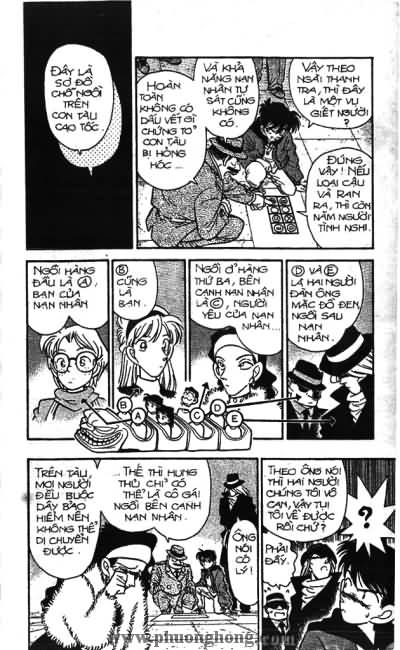 ĐÂY LÀ
SƠ ĐỒ
CHỖ NGỒI
TRÊN
CON TÀU
CAO TỐC.
HOÀN
TOÀN
KHÔNG CÓ
DẤU VẾT GÌ
CHỨNG TỎ
CON TÀU
BỊ HỎNG
HÓC ...
VÀ KHẢ
NĂNG NẠN
NHÂN TỰ
SÁT CŨNG
KHÔNG
CÓ.
VẬY THEO
NGÀI THANH
TRA, THÌ ĐÂY
LÀ MỘT VỤ
GIẾT NGƯỜI
?
ĐÚNG
VẬY! NẾU
LOẠI CẬU
VÀ RAN
RA, THÌ CÒN
NĂM NGƯỜI
TÌNH NGHI.
NGỒI HÀNG
ĐẦU LÀ A,
BẠN CỦA
NẠN NHÂN
B
CŨNG
LÀ
BẠN.
NGỒI Ở HÀNG
THỨ BA, BÊN
CẠNH NẠN NHÂN
LÀ C, NGƯỜI
YÊU CỦA NẠN
NHÂN...
D VÀ E
LÀ HAI NGƯỜI
ĐÀN ÔNG
MẶC ĐỒ ĐEN,
NGỒI SAU
NẠN
NHÂN.
B
A
C
D
E
TRÊN TÀU,
MỌI NGƯỜI
ĐỀU BUỘC
DÂY BẢO
HIỂM NÊN
KHÔNG THỂ
DI CHUYỂN
ĐƯỢC.
... THẾ THÌ HUNG
THỦ CHỈ CÓ
THỂ LÀ CÔ GÁI
NGỒI BÊN CẠNH
NẠN NHÂN.
ÔNG
NÓI
CÓ
LÝ!
THEO ÔNG NÓI
THÌ HAI NGƯỜI
CHÚNG TÔI VÔ
CAN, VẬY TỤI
TÔI VỀ ĐƯỢC
RỒI CHỨ?
PHẢI
ĐẤY.
?
www.phuonghong.com